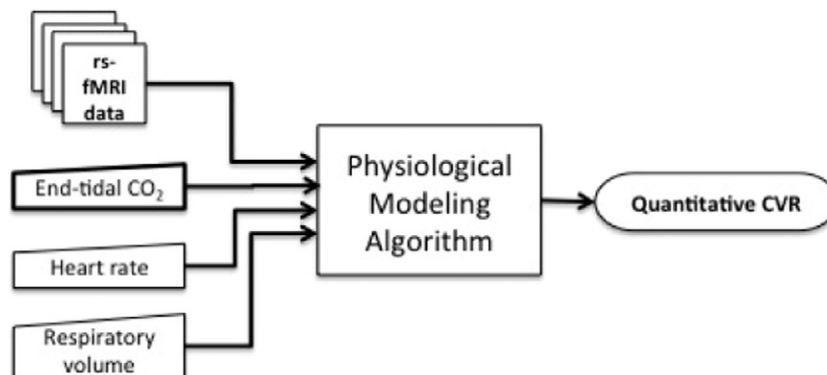 rs-
fMRI
data
End-tidal CO₂
Heart rate
Respiratory
volume
Physiological
Modeling
Algorithm
Quantitative CVR